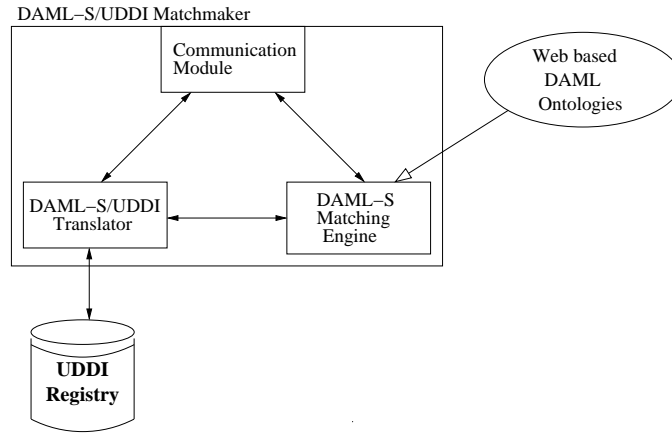 DAML–S/UDDI Matchmaker
Communication
Module
Web based
DAML
Ontologies
DAML–S/UDDI
Translator
DAML–S
Matching
Engine
UDDI
Registry